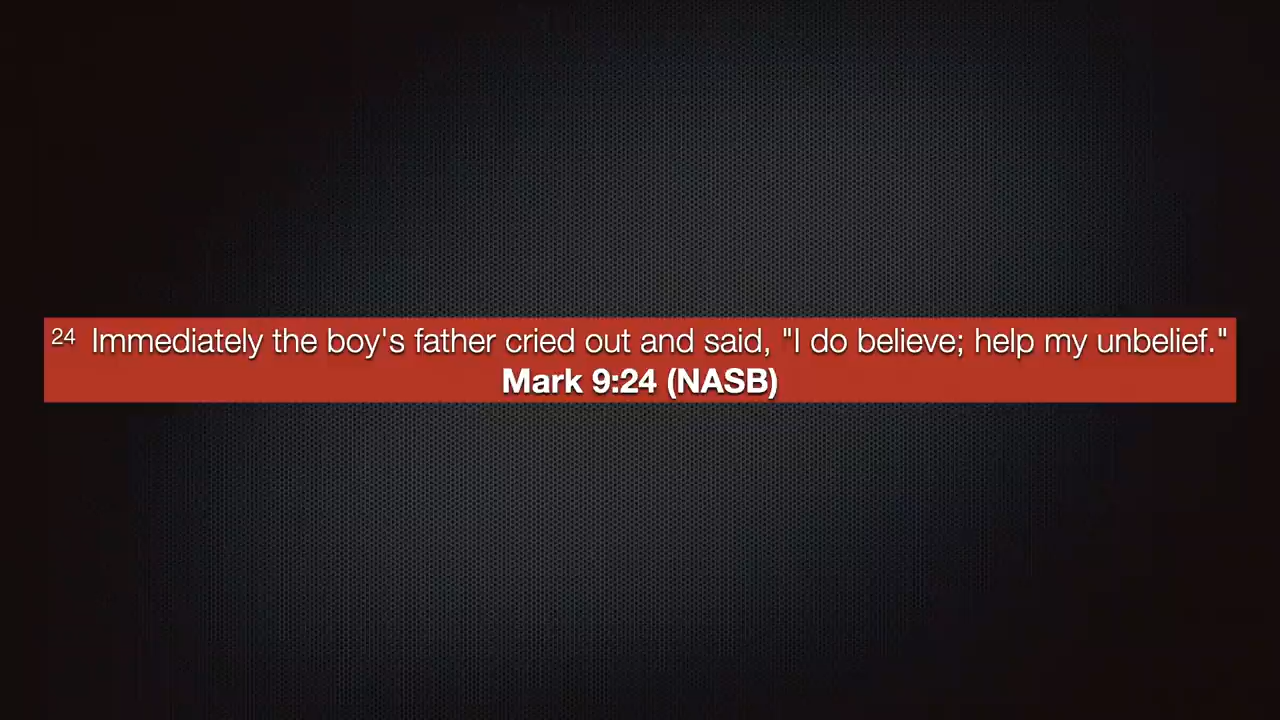 24 Immediately the boy's father cried out and said, "I do believe; help my unbelief."
Mark 9:24 (NASB)